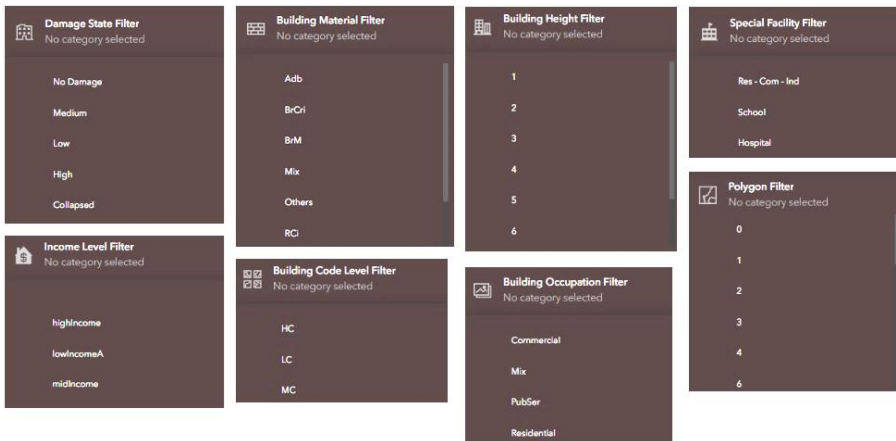 Damage State Filter
No category selected
No Damage
Medium
Low
High
Collapsed
Income Level Filter
No category selected
highIncome
lowIncomeA
midIncome
Building Material Filter
No category selected
Adb
BrCri
BrM
Mix
Others
RCi
Building Code Level Filter
No category selected
HC
LC
MC
Building Height Filter
No category selected
1
2
3
4
5
6
Building Occupation Filter
No category selected
Commercial
Mix
PubSer
Residential
Special Facility Filter
No category selected
Res - Com - Ind
School
Hospital
Polygon Filter
No category selected
0
1
2
3
4
6